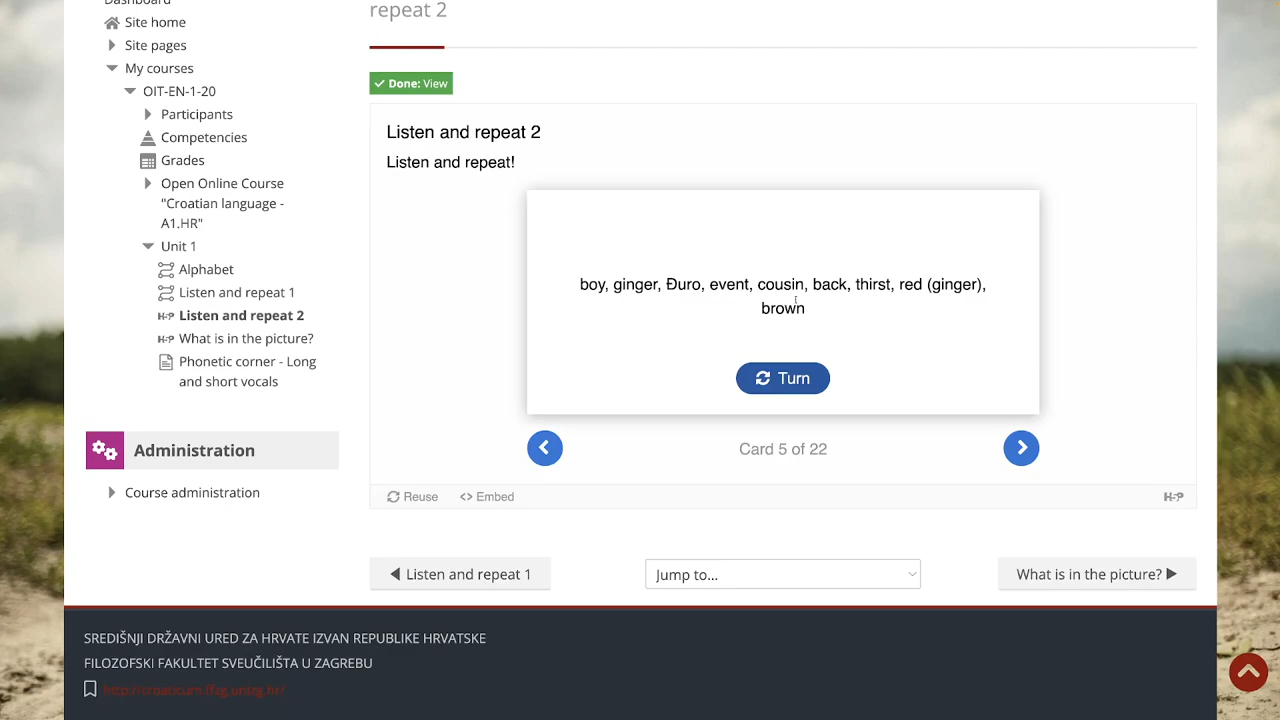 Dashboard
Site home
Site pages
My courses
OIT-EN-1-20
Participants
Competencies
Grades
Open Online Course
"Croatian language -
A1.HR"
Unit 1
Alphabet
Listen and repeat 1
Listen and repeat 2
What is in the picture?
Phonetic corner - Long
and short vocals
Administration
Course administration
repeat 2
Done: View
Listen and repeat 2
Listen and repeat!
boy, ginger, Đuro, event, cousin, back, thirst, red (ginger),
brown
Turn
Card 5 of 22
Reuse
<> Embed
H-P
Listen and repeat 1
Jump to...
What is in the picture?
SREDIŠNJI DRŽAVNI URED ZA HRVATE IZVAN REPUBLIKE HRVATSKE
FILOZOFSKI FAKULTET SVEUČILIŠTA U ZAGREBU
http://croaticum.ffzg.unizg.hr/